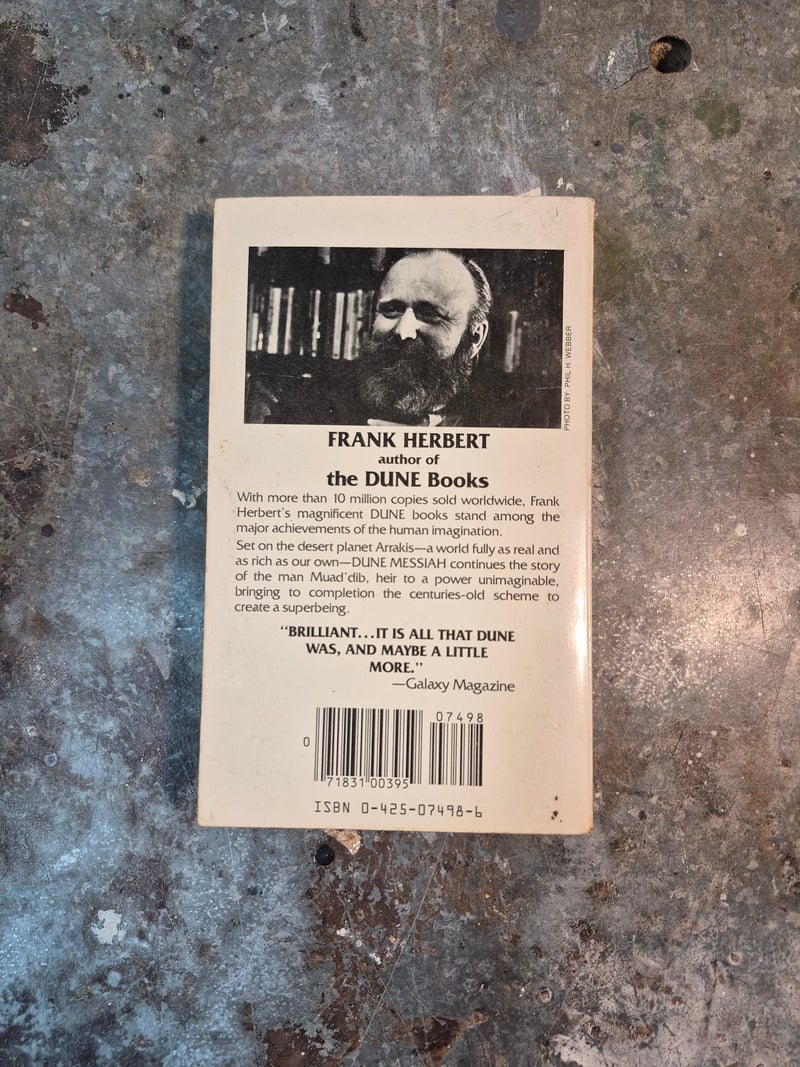 PHOTO BY PHIL H. WEBBER
FRANK HERBERT
author of
the DUNE Books
With more than 10 million copies sold worldwide, Frank
Herbert's magnificent DUNE books stand among the
major achievements of the human imagination.
Set on the desert planet Arrakis—a world fully as real and
as rich as our own—DUNE MESSIAH continues the story
of the man Muad'dib, heir to a power unimaginable,
bringing to completion the centuries-old scheme to
create a superbeing.
"BRILLIANT...IT IS ALL THAT DUNE
WAS, AND MAYBE A LITTLE
MORE."
—Galaxy Magazine
07498
0
71831 00395
ISBN 0-425-07498-6